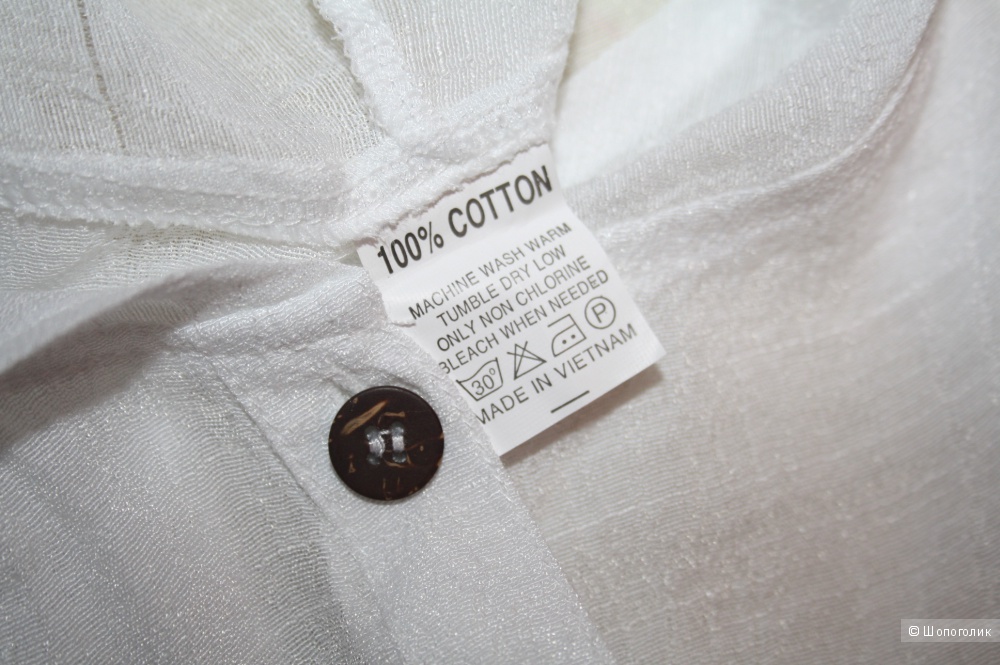 100% COTTON
MACHINE WASH WARM
TUMBLE DRY LOW
ONLY NON CHLORINE
BLEACH WHEN NEEDED
30° P
MADE IN VIETNAM
© Шопоголик